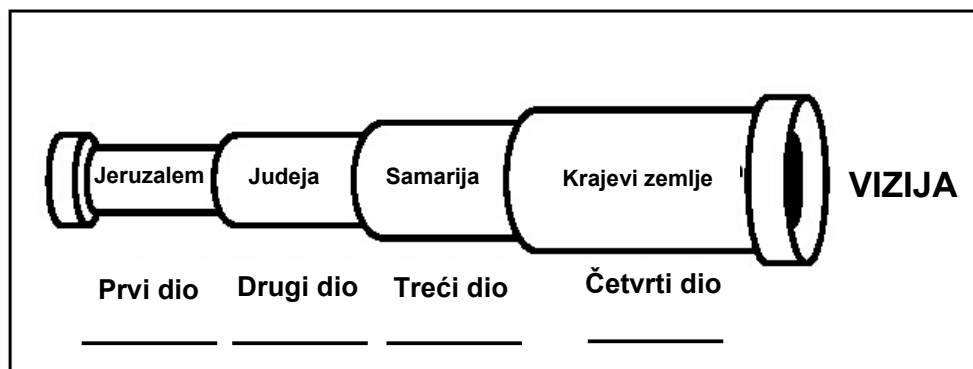 Jeruzalem
Judeja
Samarija
Krajevi zemlje
VIZIJA
Prvi dio
Drugi dio
Treći dio
Četvrti dio